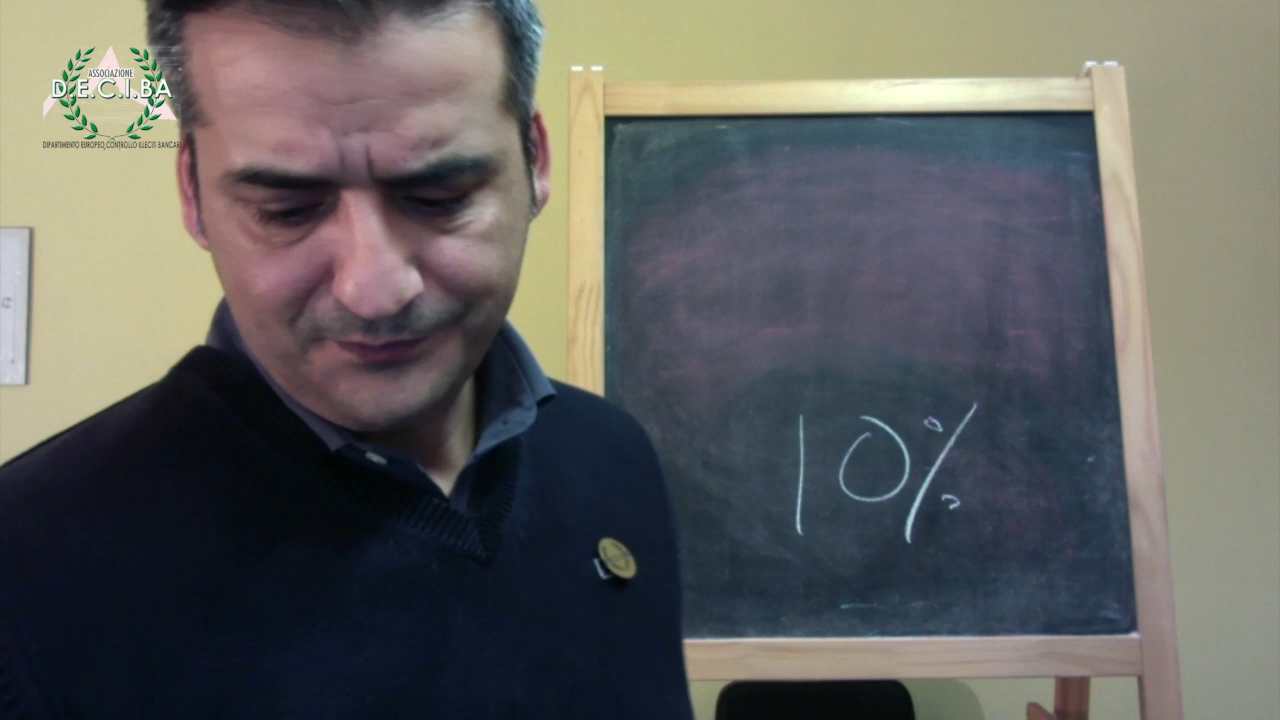 ASSOCIAZIONE
D.E.C.I.BA
DIPARTIMENTO EUROPEO CONTROLLO ILLECITI BANCARI
10%